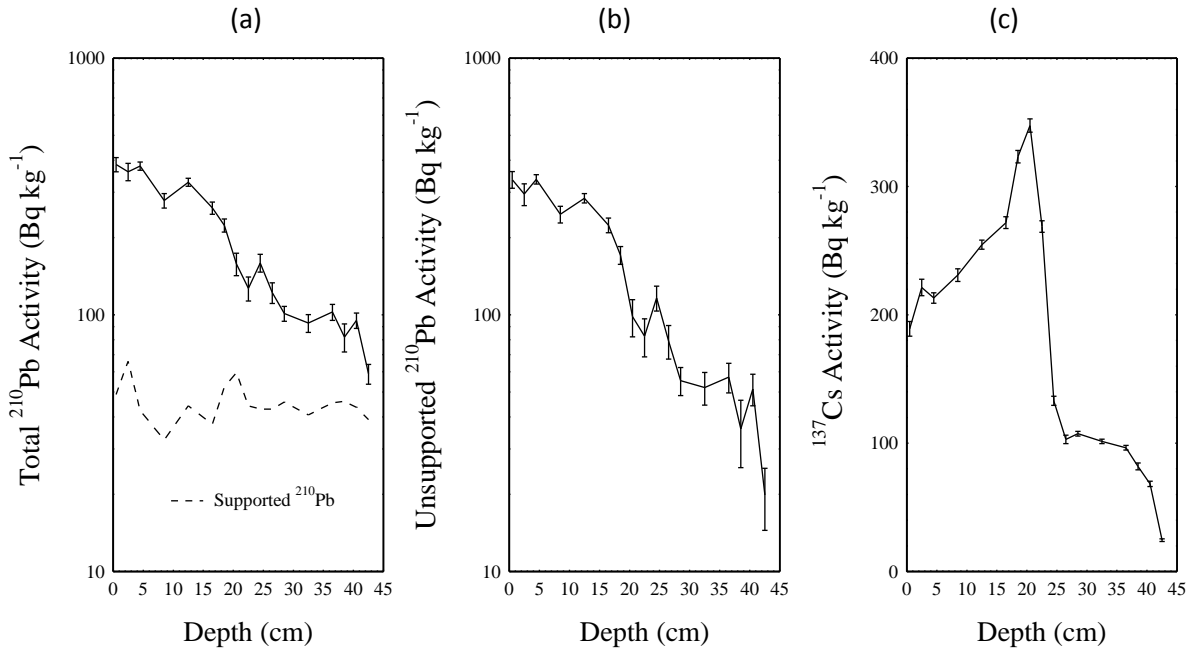 (a)
1000
100
10
0 5 10 15 20 25 30 35 40 45
Total ²¹⁰Pb Activity (Bq kg⁻¹)
Depth (cm)
Supported ²¹⁰Pb
(b)
1000
100
10
0 5 10 15 20 25 30 35 40 45
Unsupported ²¹⁰Pb Activity (Bq kg⁻¹)
Depth (cm)
(c)
400
300
200
100
0
0 5 10 15 20 25 30 35 40 45
¹³⁷Cs Activity (Bq kg⁻¹)
Depth (cm)